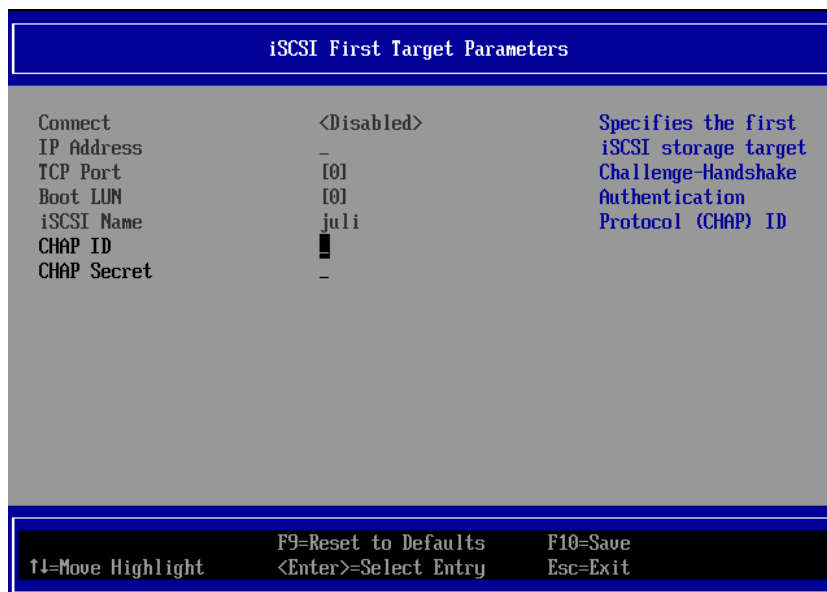 iSCSI First Target Parameters
Connect <Disabled> Specifies the first
IP Address _ iSCSI storage target
TCP Port [0] Challenge-Handshake
Boot LUN [0] Authentication
iSCSI Name juli Protocol (CHAP) ID
CHAP ID _
CHAP Secret _
F9=Reset to Defaults F10=Save
↑↓=Move Highlight <Enter>=Select Entry Esc=Exit